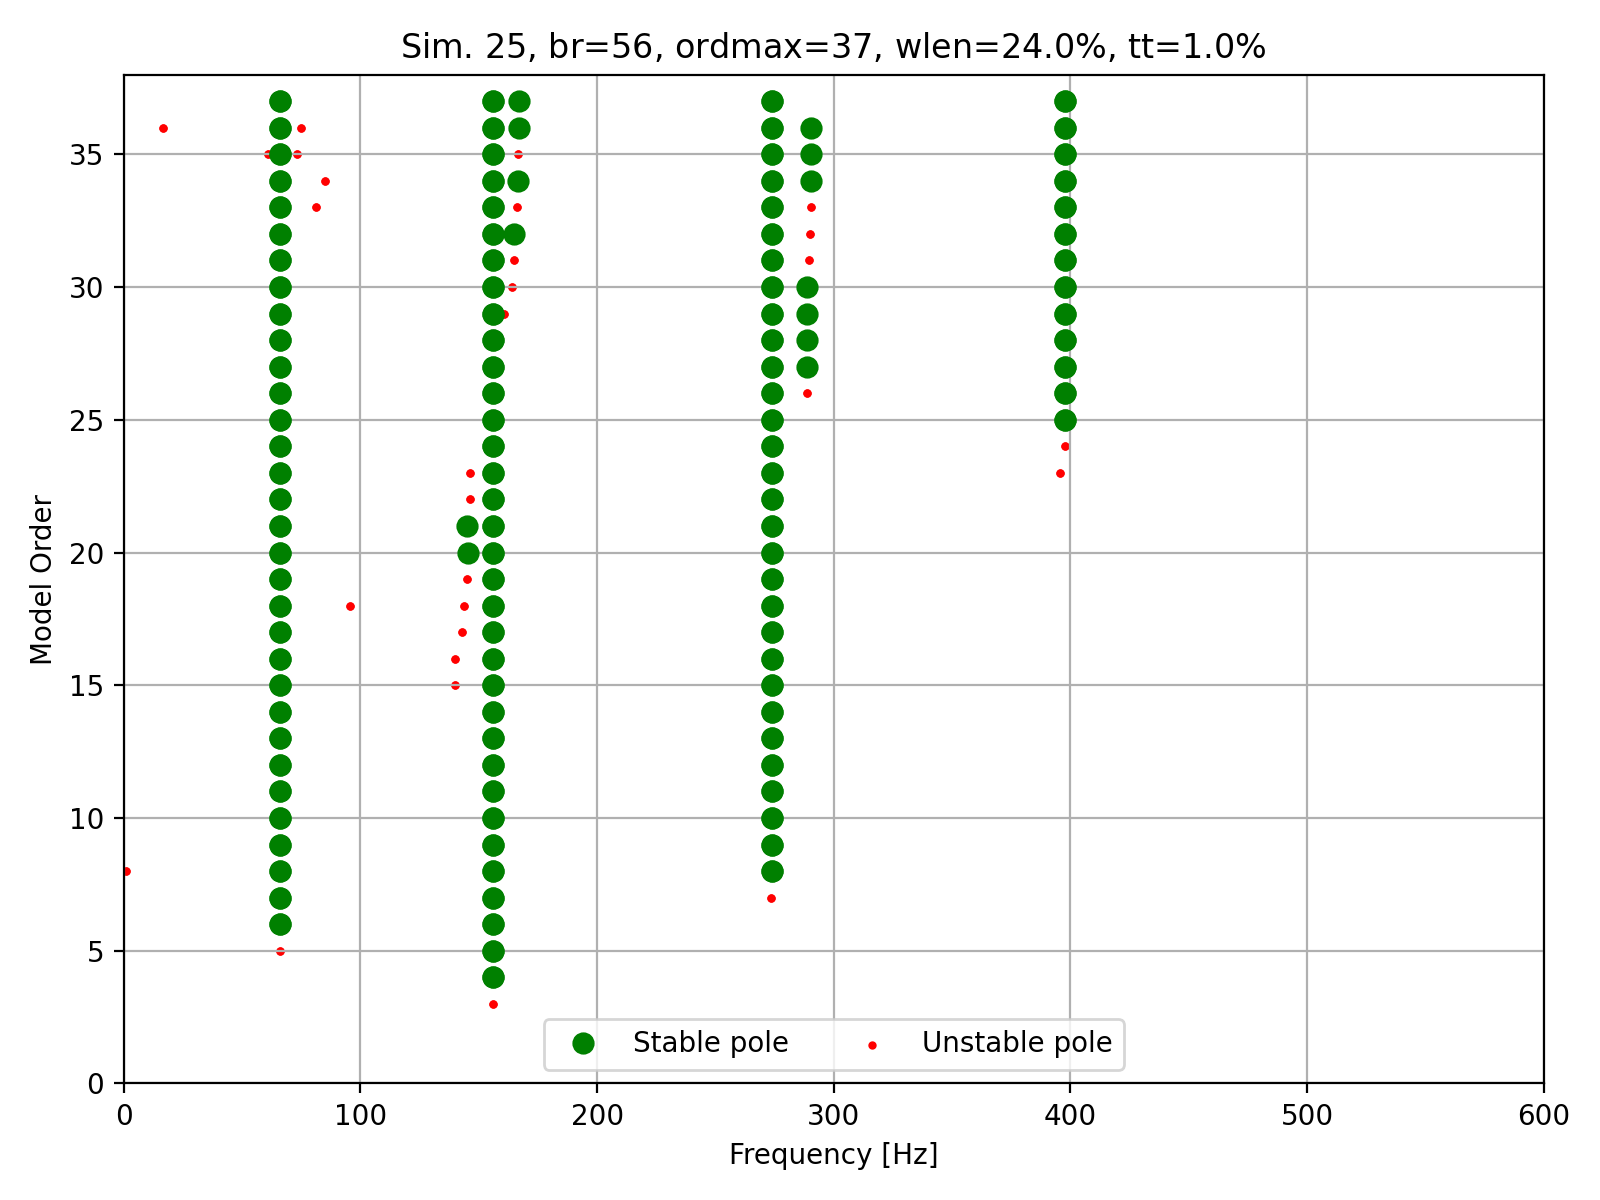 Sim. 25, br=56, ordmax=37, wlen=24.0%, tt=1.0%
35
30
25
20
15
10
5
0
Model Order
Stable pole
Unstable pole
0 100 200 300 400 500 600
Frequency [Hz]